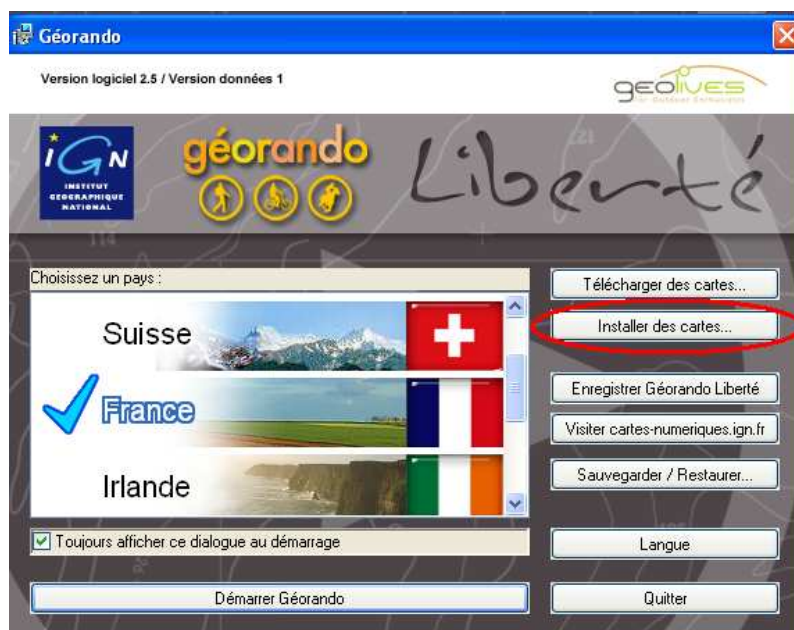 Géorando
Version logiciel 2.5 / Version données 1
geolives
IGN
INSTITUT
GEOGRAPHIQUE
NATIONAL
géorando
Liberté
Choisissez un pays :
Suisse
France
Irlande
Toujours afficher ce dialogue au démarrage
Démarrer Géorando
Télécharger des cartes...
Installer des cartes...
Enregistrer Géorando Liberté
Visiter cartes-numeriques.ign.fr
Sauvegarder / Restaurer...
Langue
Quitter